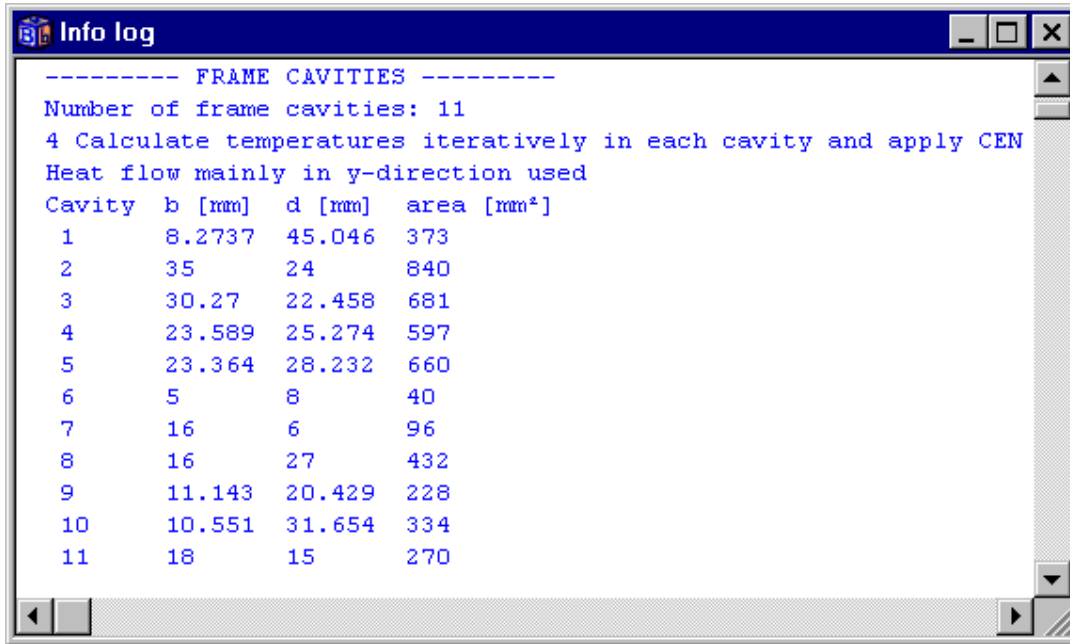 Info log
--------- FRAME CAVITIES ---------
Number of frame cavities: 11
4 Calculate temperatures iteratively in each cavity and apply CEN
Heat flow mainly in y-direction used
Cavity b [mm] d [mm] area [mm²]
1 8.2737 45.046 373
2 35 24 840
3 30.27 22.458 681
4 23.589 25.274 597
5 23.364 28.232 660
6 5 8 40
7 16 6 96
8 16 27 432
9 11.143 20.429 228
10 10.551 31.654 334
11 18 15 270